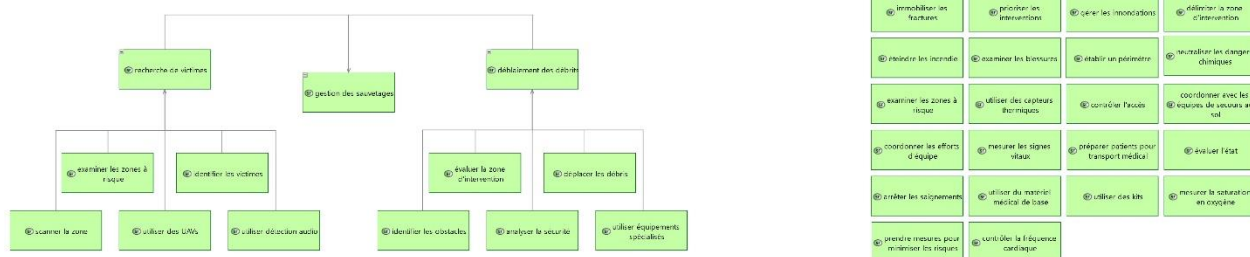 recherche de victimes
déblaiement des débrits
gestion des sauvetages
examiner les zones à
risque
identifier les victimes
évaluer la zone
d'intervention
déplacer les débris
scanner la zone
utiliser des UAVs
utiliser détection audio
identifier les obstacles
analyser la sécurité
utiliser équipements
spécialisés
immobiliser les
fractures
prioriser les
interventions
gérer les innondations
délimiter la zone
d'intervention
éteindre les incendie
examiner les blessures
établir un périmètre
neutraliser les danger
chimiques
examiner les zones à
risque
utiliser des capteurs
thermiques
contrôler l'accès
coordonner avec les
équipes de secours au
sol
coordonner les efforts
d'équipe
mesurer les signes
vitaux
préparer patients pour
transport médical
évaluer l'état
arrêter les saignements
utiliser du matériel
médical de base
utiliser des kits
mesurer la saturation
en oxygène
prendre mesures pour
minimiser les risques
contrôler la fréquence
cardiaque